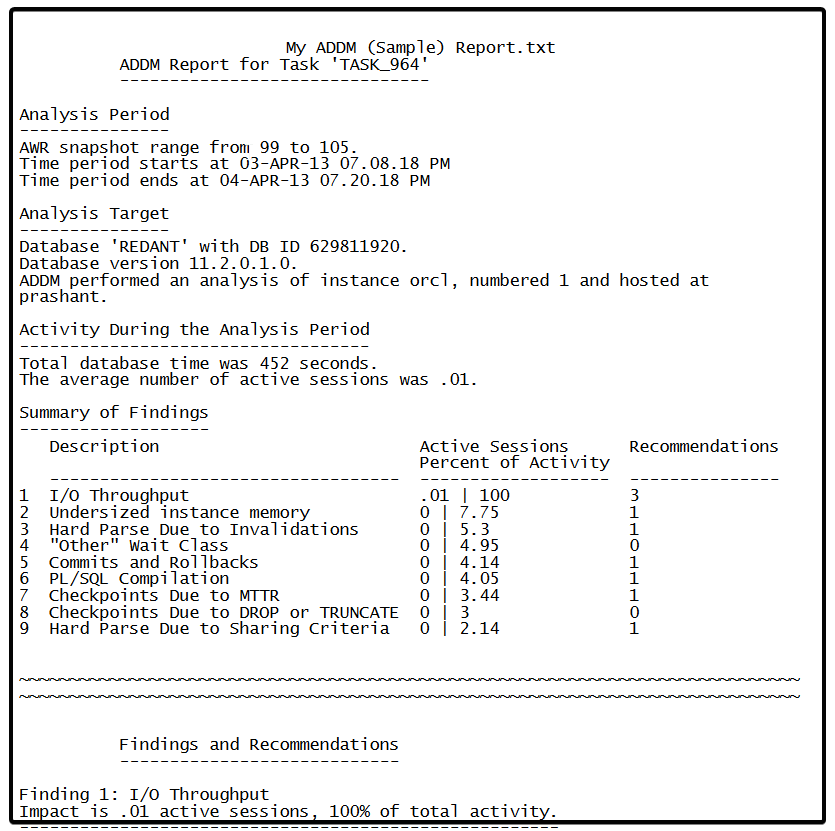 My ADDM (Sample) Report.txt
ADDM Report for Task 'TASK_964'
-------------------------------
Analysis Period
---------------
AWR snapshot range from 99 to 105.
Time period starts at 03-APR-13 07.08.18 PM
Time period ends at 04-APR-13 07.20.18 PM
Analysis Target
---------------
Database 'REDANT' with DB ID 629811920.
Database version 11.2.0.1.0.
ADDM performed an analysis of instance orcl, numbered 1 and hosted at
prashant.
Activity During the Analysis Period
-----------------------------------
Total database time was 452 seconds.
The average number of active sessions was .01.
Summary of Findings
-------------------
Description Active Sessions Recommendations
Percent of Activity
----------------------------------- ------------------- ---------------
1 I/O Throughput .01 | 100 3
2 Undersized instance memory 0 | 7.75 1
3 Hard Parse Due to Invalidations 0 | 5.3 1
4 "Other" Wait Class 0 | 4.95 0
5 Commits and Rollbacks 0 | 4.14 1
6 PL/SQL Compilation 0 | 4.05 1
7 Checkpoints Due to MTTR 0 | 3.44 1
8 Checkpoints Due to DROP or TRUNCATE 0 | 3 0
9 Hard Parse Due to Sharing Criteria 0 | 2.14 1
~~~~~~~~~~~~~~~~~~~~~~~~~~~~~~~~~~~~~~~~~~~~~~~~~~~~~~~~~~~~~~~~~~~~~~~~~~~~~~
~~~~~~~~~~~~~~~~~~~~~~~~~~~~~~~~~~~~~~~~~~~~~~~~~~~~~~~~~~~~~~~~~~~~~~~~~~~~~~
Findings and Recommendations
----------------------------
Finding 1: I/O Throughput
Impact is .01 active sessions, 100% of total activity.
------------------------------------------------------